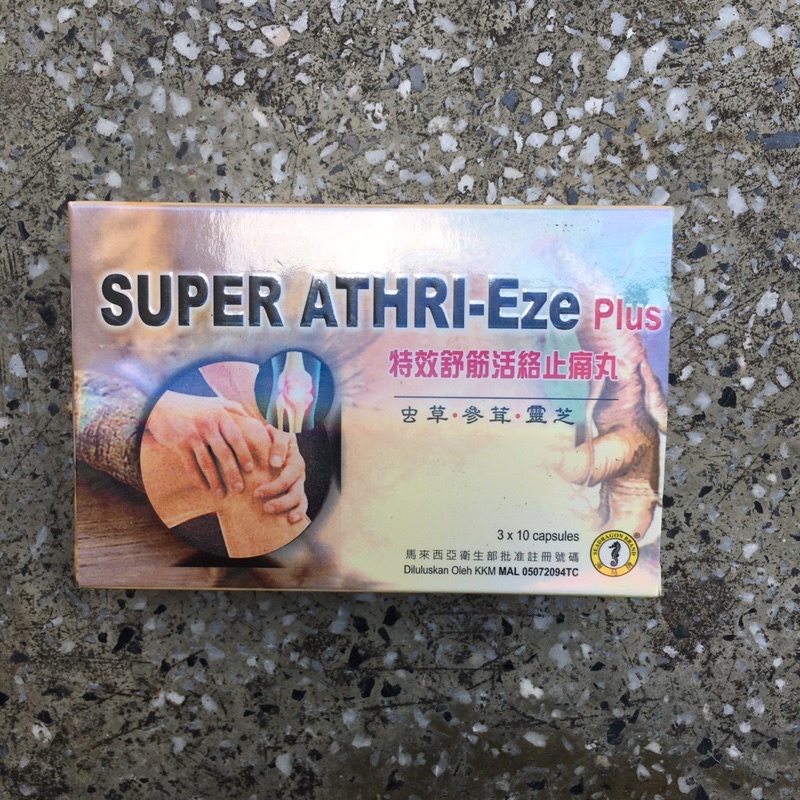 SUPER ATHRI-Eze Plus
特效舒筋活絡止痛丸
虫草·參茸·靈芝
3 x 10 capsules
馬來西亞衛生部批准註冊號碼
Diluluskan Oleh KKM MAL 05072094TC
SEADRAGON BRAND
®